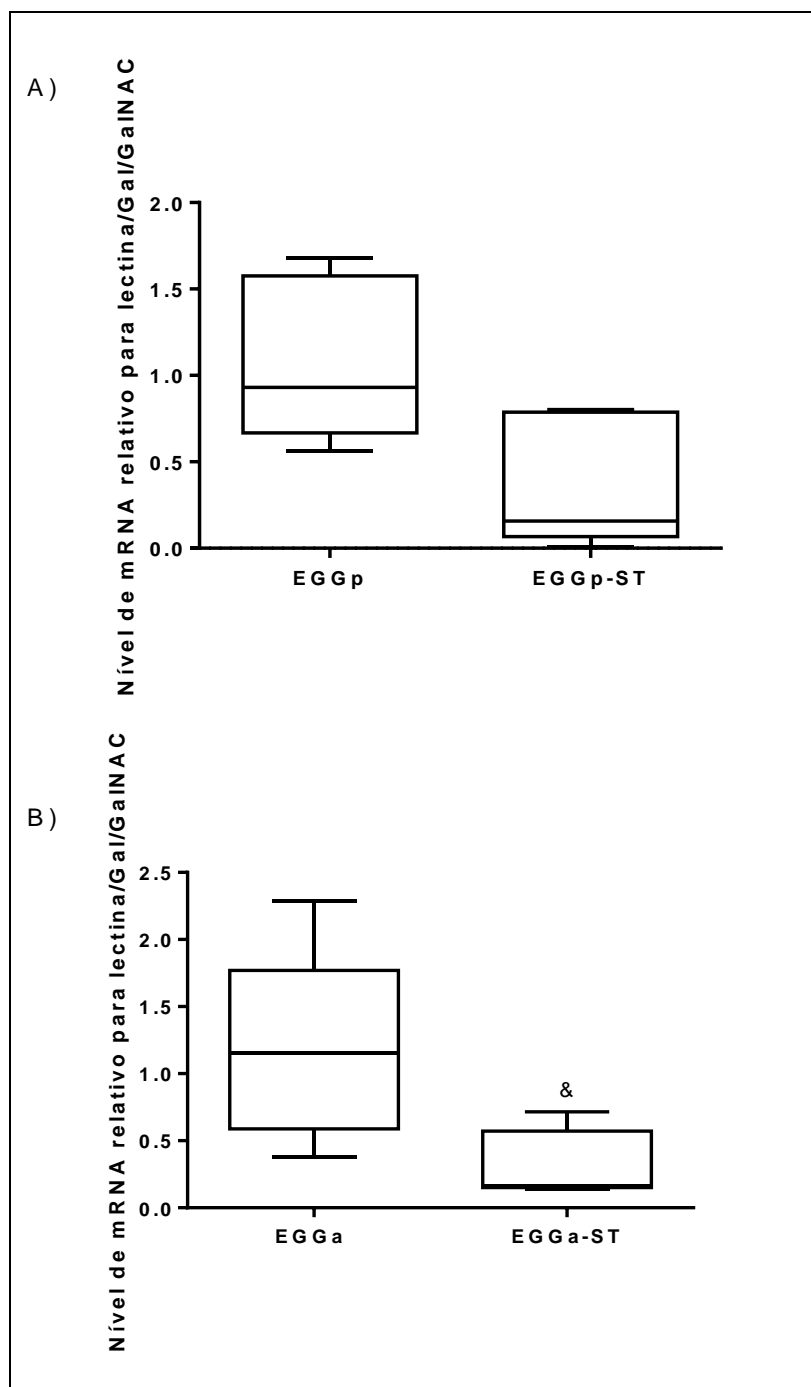 A)
Nível de mRNA relativo para lectina/Gal/GalNAC
2.0
1.5
1.0
0.5
0.0
EGGp EGGp-ST
B)
Nível de mRNA relativo para lectina/Gal/GalNAC
2.5
2.0
1.5
1.0
0.5
0.0
&
EGGa EGGa-ST